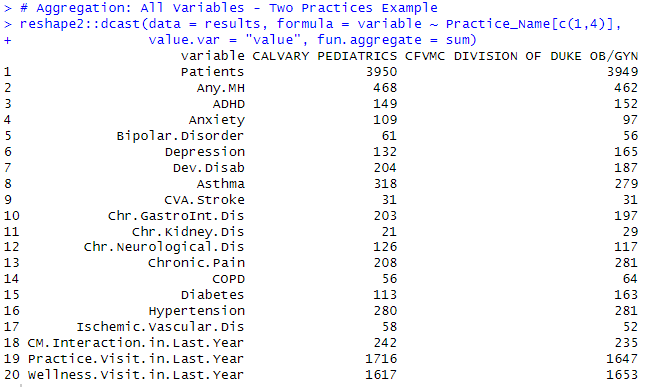 > # Aggregation: All Variables - Two Practices Example
> reshape2::dcast(data = results, formula = variable ~ Practice_Name[c(1,4)],
+ value.var = "value", fun.aggregate = sum)
variable CALVARY PEDIATRICS CFVMC DIVISION OF DUKE OB/GYN
1 Patients 3950 3949
2 Any.MH 468 462
3 ADHD 149 152
4 Anxiety 109 97
5 Bipolar.Disorder 61 56
6 Depression 132 165
7 Dev.Disab 204 187
8 Asthma 318 279
9 CVA.Stroke 31 31
10 Chr.GastroInt.Dis 203 197
11 Chr.Kidney.Dis 21 29
12 Chr.Neurological.Dis 126 117
13 Chronic.Pain 208 281
14 COPD 56 64
15 Diabetes 113 163
16 Hypertension 280 281
17 Ischemic.Vascular.Dis 58 52
18 CM.Interaction.in.Last.Year 242 235
19 Practice.Visit.in.Last.Year 1716 1647
20 Wellness.Visit.in.Last.Year 1617 1653